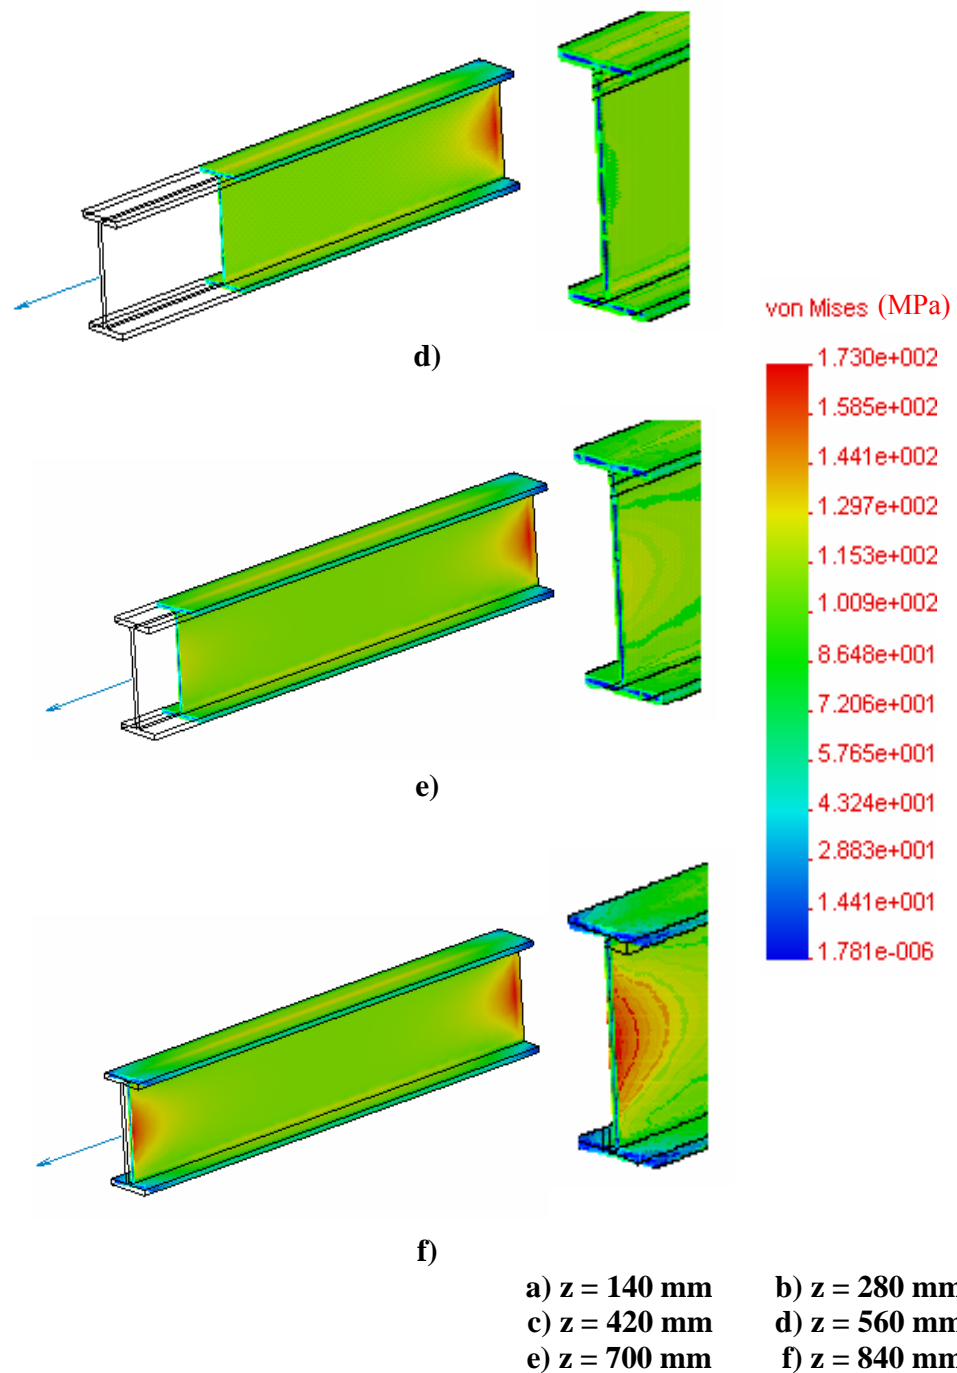 d)
von Mises (MPa)
1.730e+002
1.585e+002
1.441e+002
1.297e+002
1.153e+002
1.009e+002
8.648e+001
7.206e+001
5.765e+001
4.324e+001
2.883e+001
1.441e+001
1.781e-006
e)
f)
a) z = 140 mm b) z = 280 mm
c) z = 420 mm d) z = 560 mm
e) z = 700 mm f) z = 840 mm